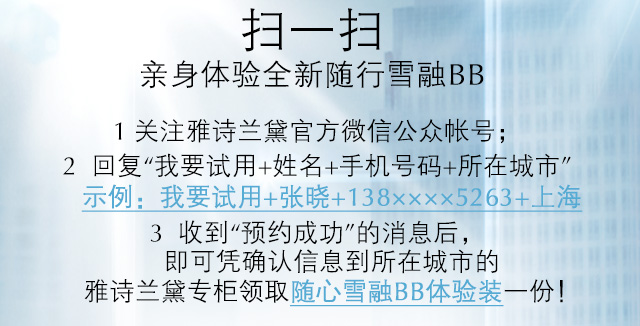 扫一扫
亲身体验全新随行雪融BB
1 关注雅诗兰黛官方微信公众帐号；
2 回复“我要试用+姓名+手机号码+所在城市”
示例：我要试用+张晓+138××××5263+上海
3 收到“预约成功”的消息后，
即可凭确认信息到所在城市的
雅诗兰黛专柜领取随心雪融BB体验装一份！